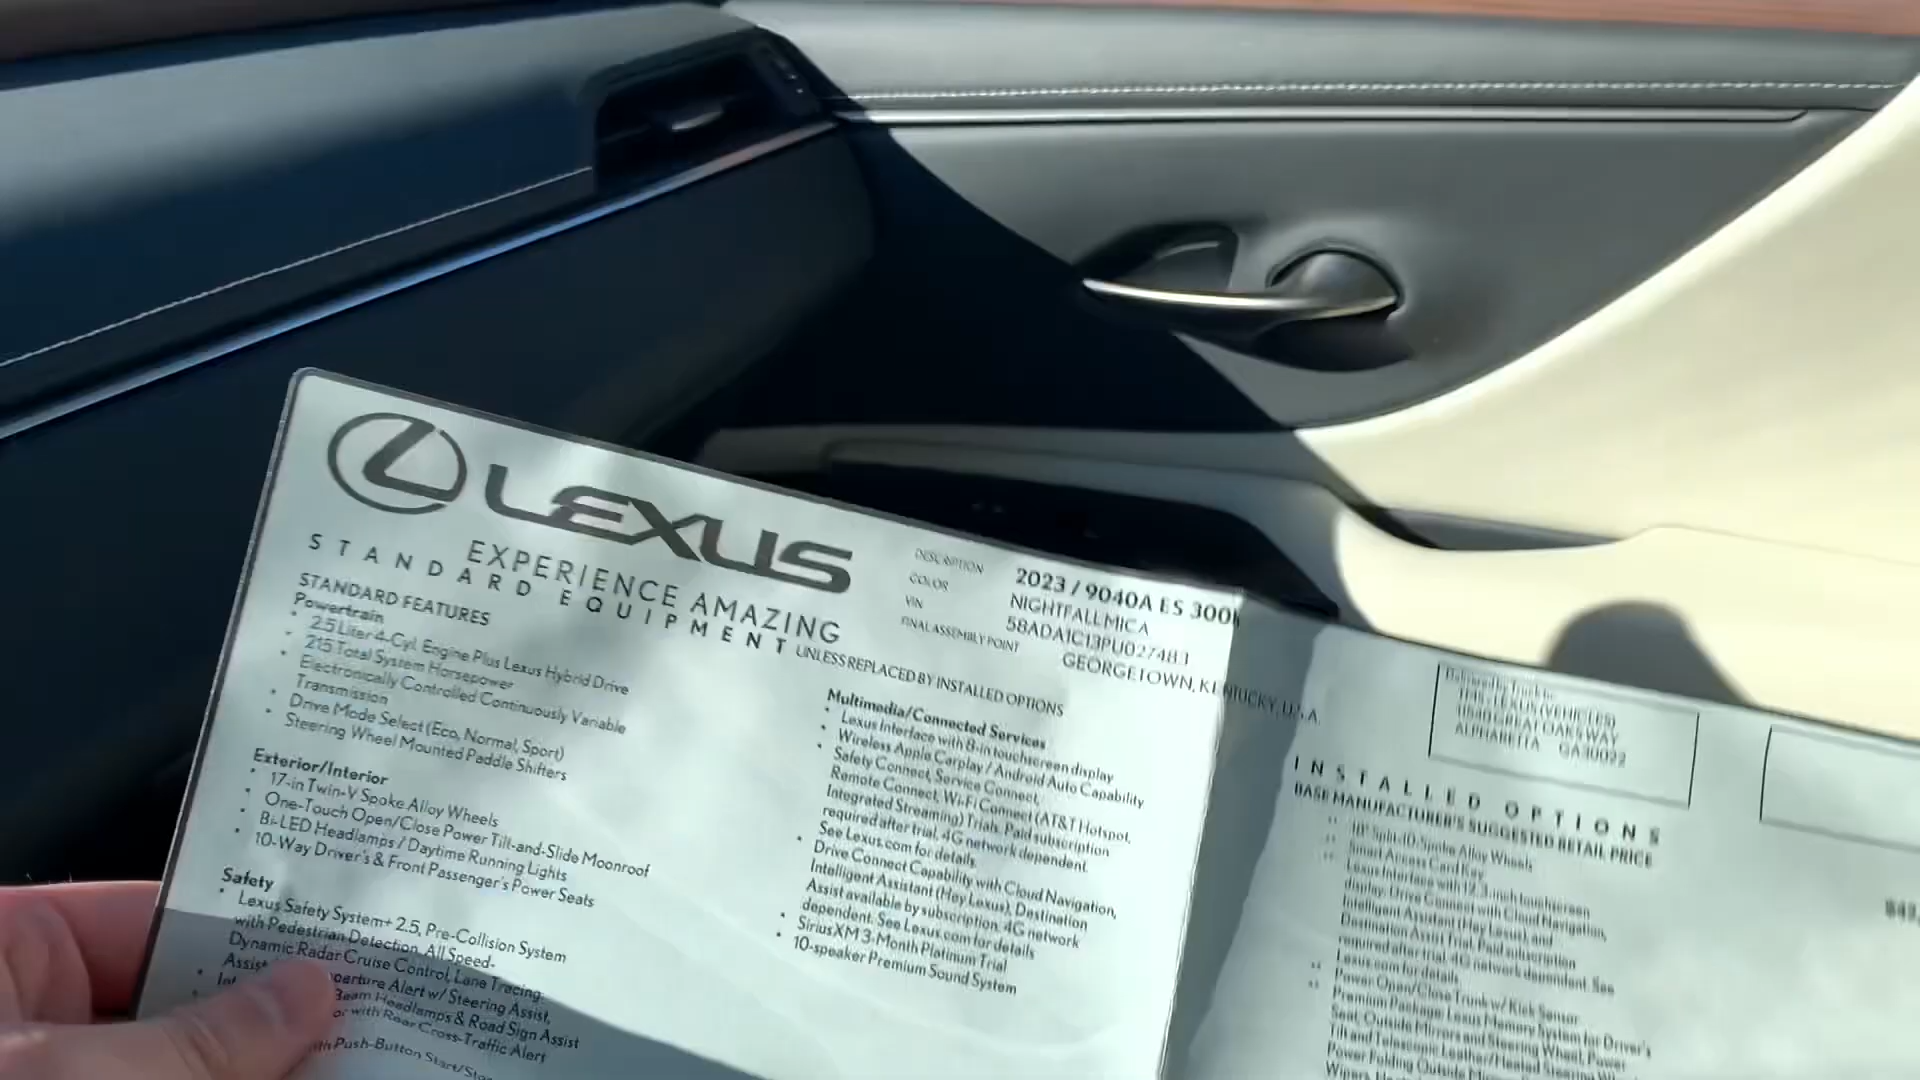 LEXUS
EXPERIENCE AMAZING
STANDARD EQUIPMENT UNLESS REPLACED BY INSTALLED OPTIONS
STANDARD FEATURES
Powertrain
• 2.5 Liter 4-Cyl. Engine Plus Lexus Hybrid Drive
• 215 Total System Horsepower
• Electronically Controlled Continuously Variable
Transmission
• Drive Mode Select (Eco, Normal, Sport)
• Steering Wheel Mounted Paddle Shifters
Exterior/Interior
• 17-in Twin-V Spoke Alloy Wheels
• One-Touch Open/Close Power Tilt-and-Slide Moonroof
• Bi-LED Headlamps / Daytime Running Lights
• 10-Way Driver's & Front Passenger's Power Seats
Safety
• Lexus Safety System+ 2.5, Pre-Collision System
with Pedestrian Detection, All Speed-
Dynamic Radar Cruise Control, Lane Tracing
Assist, Departure Alert w/ Steering Assist,
Beam Headlamps & Road Sign Assist
with Rear Cross-Traffic Alert
Push-Button Start/Stop
DESCRIPTION 2023 / 9040A ES 300h
COLOR NIGHTFALL MICA
VIN 58ADA1C13PU027483
FINAL ASSEMBLY POINT GEORGETOWN, KENTUCKY, U.S.A.
Multimedia/Connected Services
• Lexus Interface with 8-in touchscreen display
• Wireless Apple Carplay / Android Auto Capability
• Safety Connect, Service Connect,
Remote Connect, Wi-Fi Connect (AT&T Hotspot,
Integrated Streaming) Trials. Paid subscription
required after trial. 4G network dependent.
See Lexus.com for details.
• Drive Connect Capability with Cloud Navigation,
Intelligent Assistant (Hey Lexus), Destination
Assist available by subscription. 4G network
dependent. See Lexus.com for details
• SiriusXM 3-Month Platinum Trial
• 10-speaker Premium Sound System
ALPHARETTA GA 30022
INSTALLED OPTIONS
BASE MANUFACTURER'S SUGGESTED RETAIL PRICE
18" Split-10-Spoke Alloy Wheels
Smart Access Card Key
Lexus Interface with 12.3 touchscreen
display, Drive Connect with Cloud Navigation,
Intelligent Assistant (Hey Lexus) and
Destination Assist Trial. Paid subscription
required after trial. 4G network dependent. See
Lexus.com for details
Power Open/Close Trunk w/ Kick Sensor
Premium Package: Lexus Memory System for Driver's
Seat, Outside Mirrors and Steering Wheel, Power
Tilt and Telescopic Leather/Heated Steering
Power Folding Outside
Wipers,